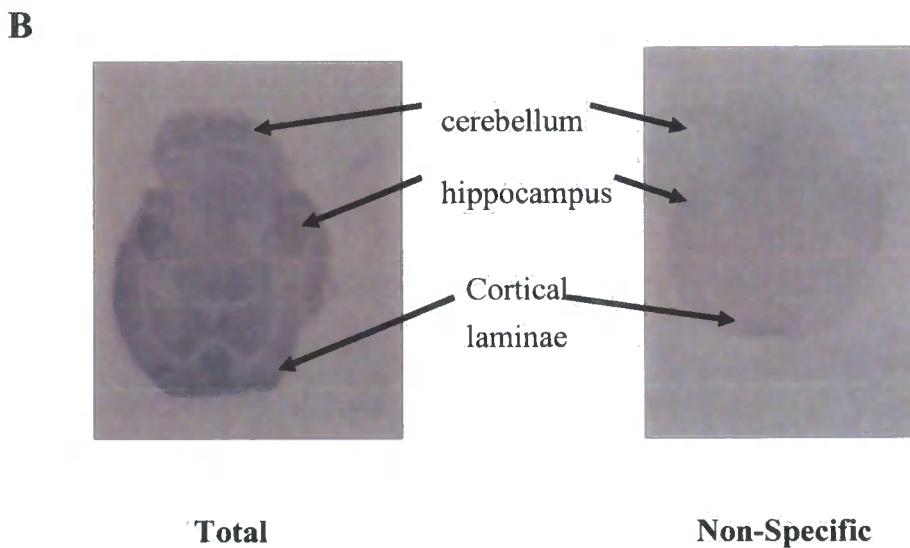 B
cerebellum
hippocampus
Cortical
laminae
Total
Non-Specific